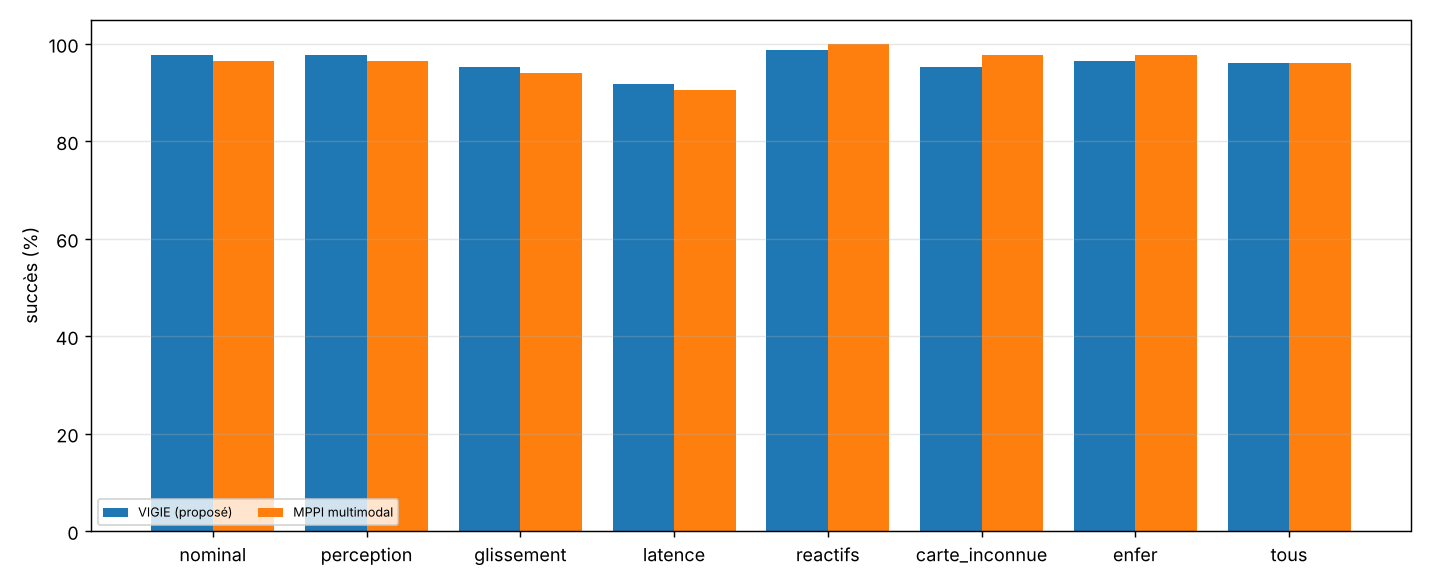 100
80
60
40
20
0
succès (%)
VIGIE (proposé) MPPI multimodal
nominal perception glissement latence reactifs carte_inconnue enfer tous